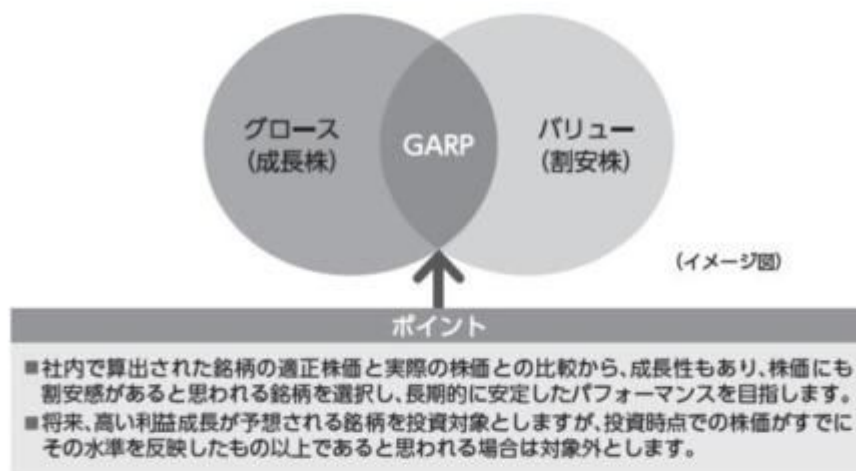 グロース
(成長株)
GARP
バリュー
(割安株)
(イメージ図)
ポイント
■社内で算出された銘柄の適正株価と実際の株価との比較から、成長性もあり、株価にも
割安感があると思われる銘柄を選択し、長期的に安定したパフォーマンスを目指します。
■将来、高い利益成長が予想される銘柄を投資対象としますが、投資時点での株価がすでに
その水準を反映したもの以上であると思われる場合は対象外とします。